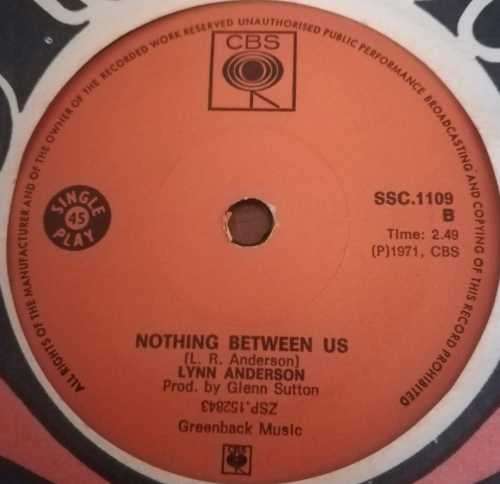 ALL RIGHTS OF THE MANUFACTURER AND OF THE OWNER OF THE RECORDED WORK RESERVED UNAUTHORISED PUBLIC PERFORMANCE BROADCASTING AND COPYING OF THIS RECORD PROHIBITED
CBS
SINGLE
45
PLAY
SSC.1109
B
Time: 2.49
(P)1971, CBS
NOTHING BETWEEN US
(L. R. Anderson)
LYNN ANDERSON
Prod. by Glenn Sutton
ZSP.152843
Greenback Music
CBS